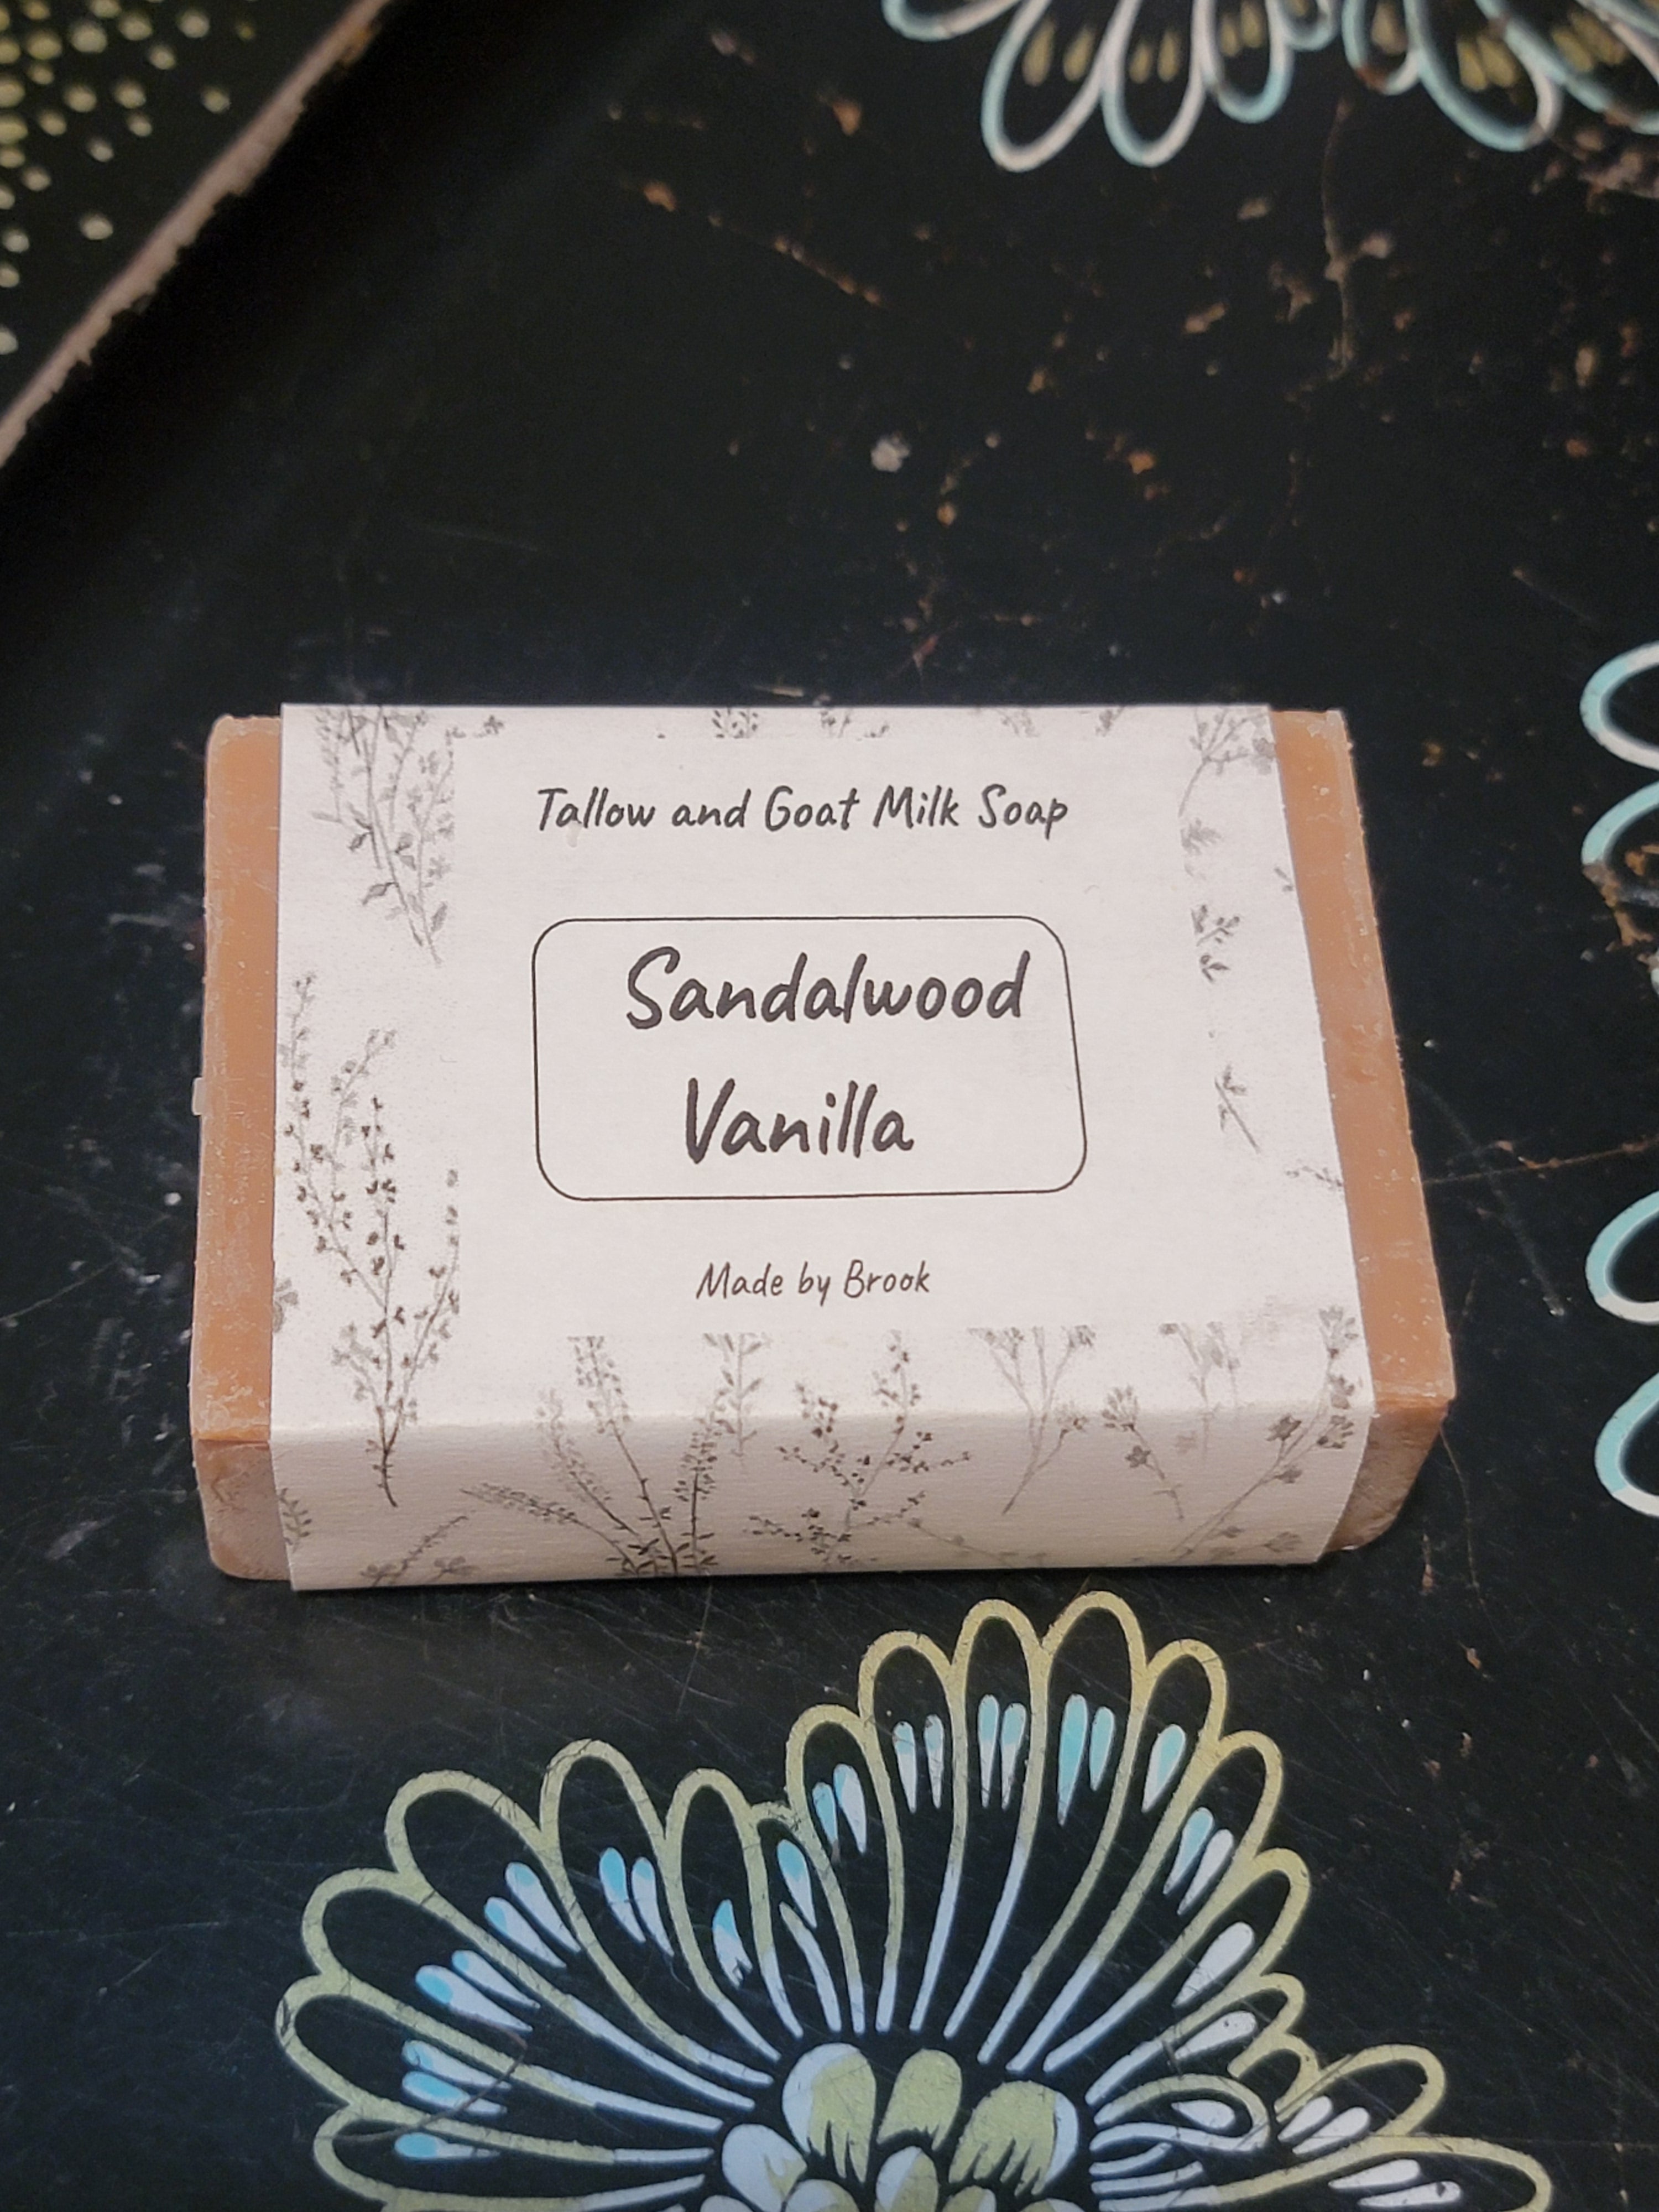 Tallow and Goat Milk Soap
Sandalwood
Vanilla
Made by Brook